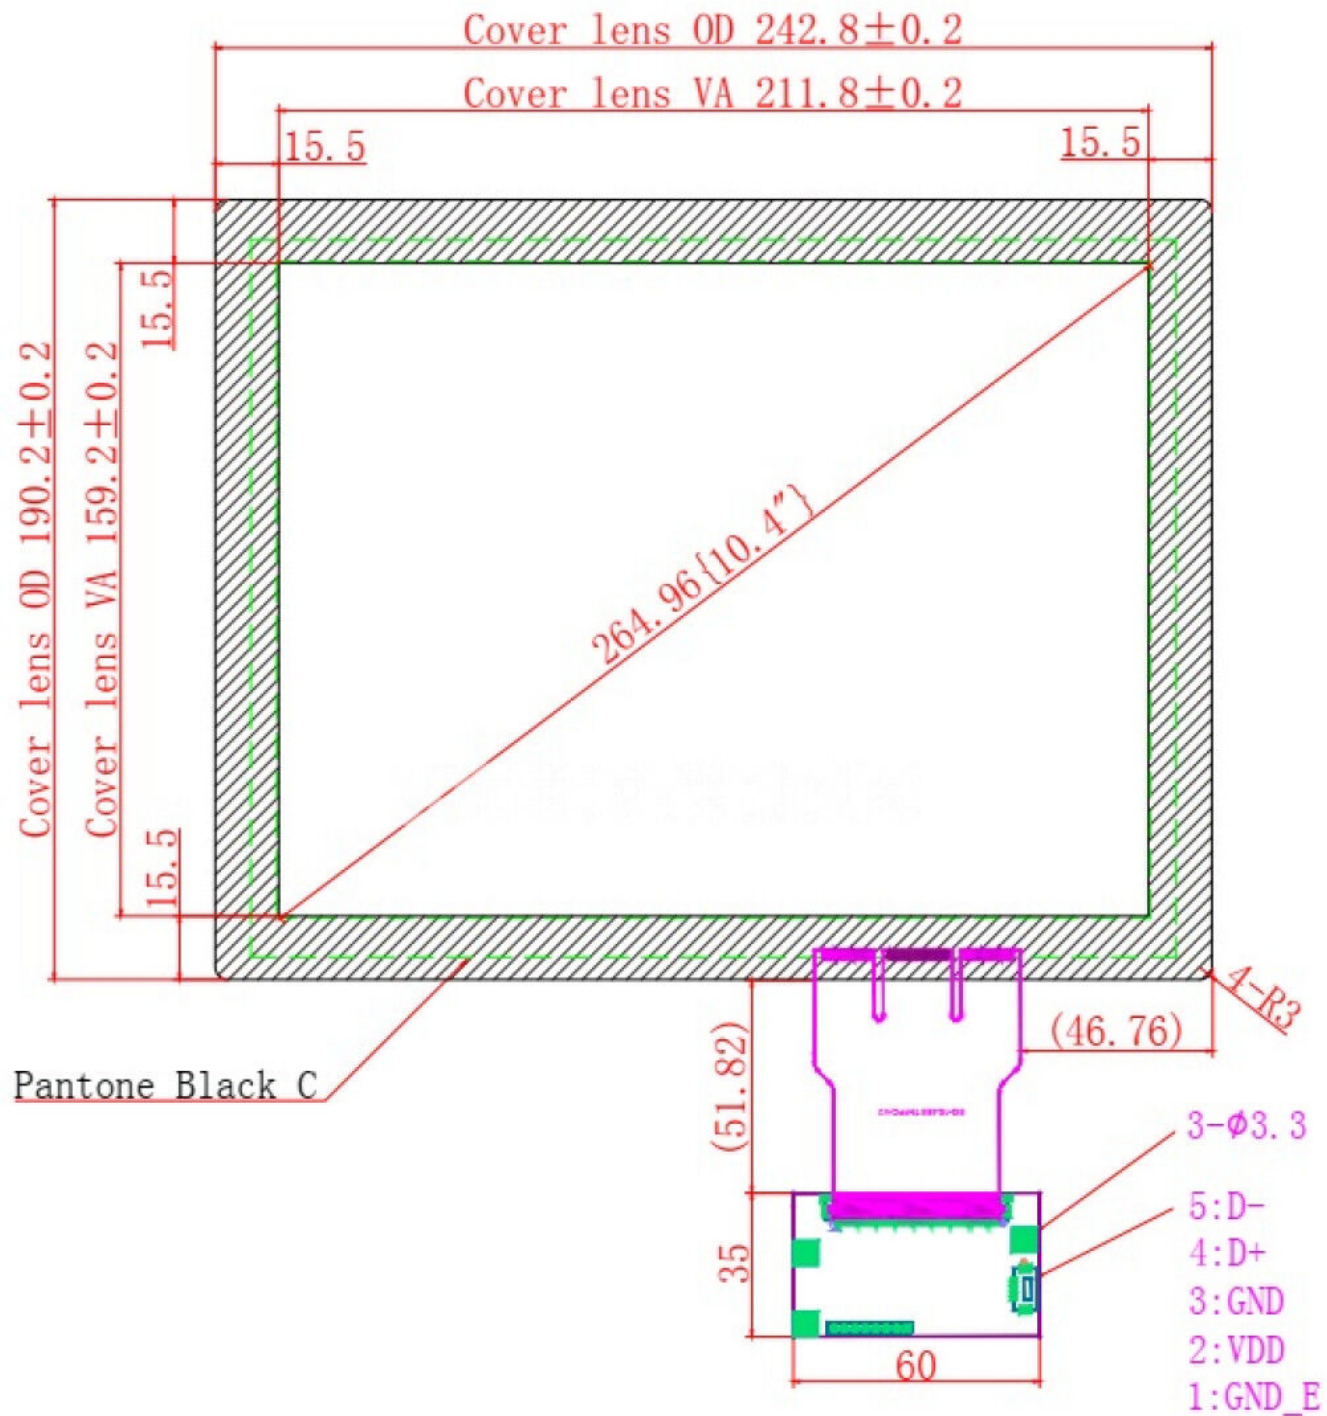 Cover lens OD 242.8±0.2
Cover lens VA 211.8±0.2
15.5
15.5
15.5
Cover lens OD 190.2±0.2
Cover lens VA 159.2±0.2
264.96{10.4″}
15.5
4-R3
(46.76)
(51.82)
Pantone Black C
3-ϕ3.3
5:D-
4:D+
3:GND
2:VDD
1:GND_E
35
60